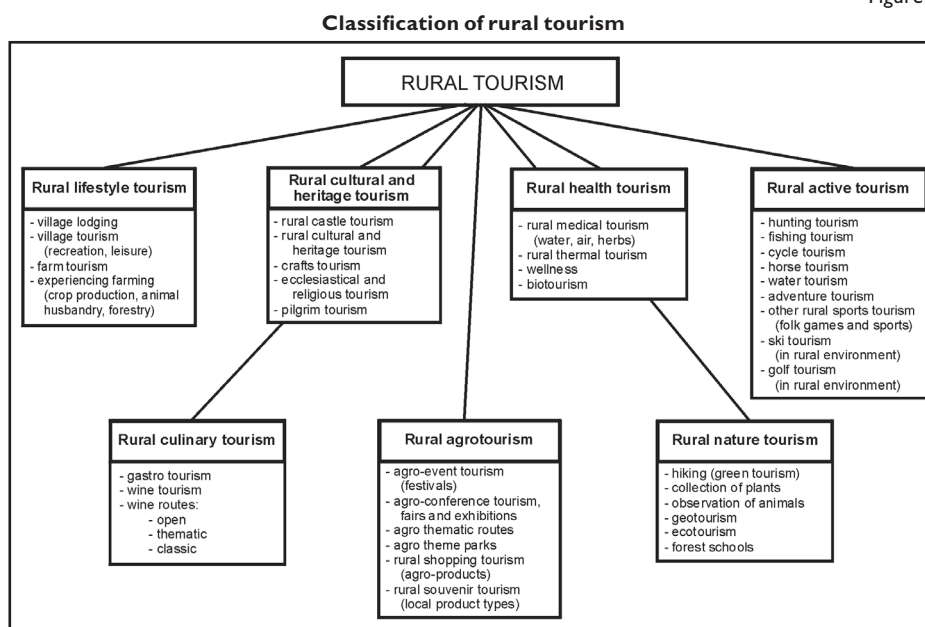 Figure
Classification of rural tourism
RURAL TOURISM
Rural lifestyle tourism
- village lodging
- village tourism
(recreation, leisure)
- farm tourism
- experiencing farming
(crop production, animal
husbandry, forestry)
Rural cultural and
heritage tourism
- rural castle tourism
- rural cultural and
heritage tourism
- crafts tourism
- ecclesiastical and
religious tourism
- pilgrim tourism
Rural health tourism
- rural medical tourism
(water, air, herbs)
- rural thermal tourism
- wellness
- biotourism
Rural active tourism
- hunting tourism
- fishing tourism
- cycle tourism
- horse tourism
- water tourism
- adventure tourism
- other rural sports tourism
(folk games and sports)
- ski tourism
(in rural environment)
- golf tourism
(in rural environment)
Rural culinary tourism
- gastro tourism
- wine tourism
- wine routes:
- open
- thematic
- classic
Rural agrotourism
- agro-event tourism
(festivals)
- agro-conference tourism,
fairs and exhibitions
- agro thematic routes
- agro theme parks
- rural shopping tourism
(agro-products)
- rural souvenir tourism
(local product types)
Rural nature tourism
- hiking (green tourism)
- collection of plants
- observation of animals
- geotourism
- ecotourism
- forest schools